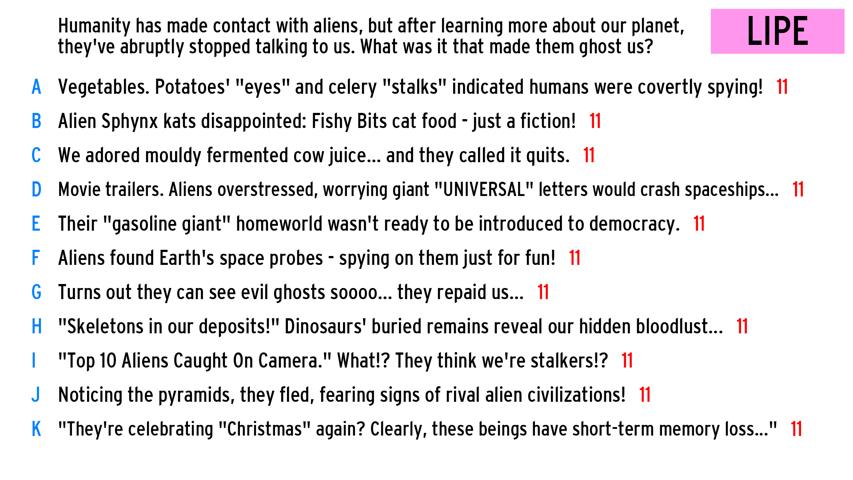 Humanity has made contact with aliens, but after learning more about our planet,
they've abruptly stopped talking to us. What was it that made them ghost us?
LIPE
A Vegetables. Potatoes' "eyes" and celery "stalks" indicated humans were covertly spying! 11
B Alien Sphynx kats disappointed: Fishy Bits cat food - just a fiction! 11
C We adored mouldy fermented cow juice... and they called it quits. 11
D Movie trailers. Aliens overstressed, worrying giant "UNIVERSAL" letters would crash spaceships... 11
E Their "gasoline giant" homeworld wasn't ready to be introduced to democracy. 11
F Aliens found Earth's space probes - spying on them just for fun! 11
G Turns out they can see evil ghosts soooo... they repaid us... 11
H "Skeletons in our deposits!" Dinosaurs' buried remains reveal our hidden bloodlust... 11
I "Top 10 Aliens Caught On Camera." What!? They think we're stalkers!? 11
J Noticing the pyramids, they fled, fearing signs of rival alien civilizations! 11
K "They're celebrating "Christmas" again? Clearly, these beings have short-term memory loss..." 11